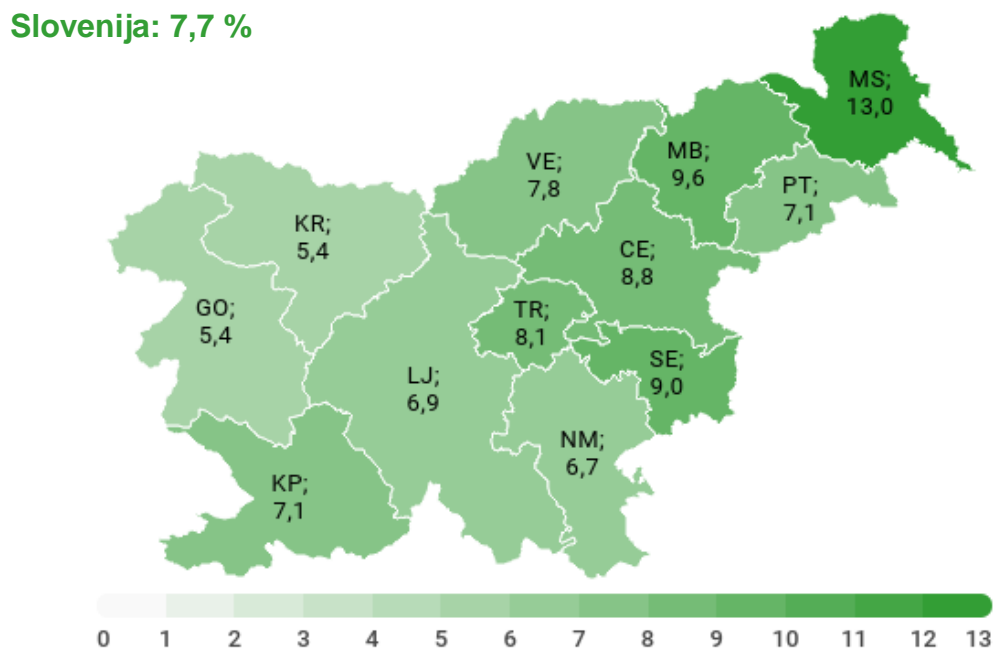 Slovenija: 7,7 %
MS;
13,0
MB;
9,6
VE;
7,8
PT;
7,1
KR;
5,4
CE;
8,8
GO;
5,4
TR;
8,1
SE;
9,0
LJ;
6,9
NM;
6,7
KP;
7,1
0 1 2 3 4 5 6 7 8 9 10 11 12 13